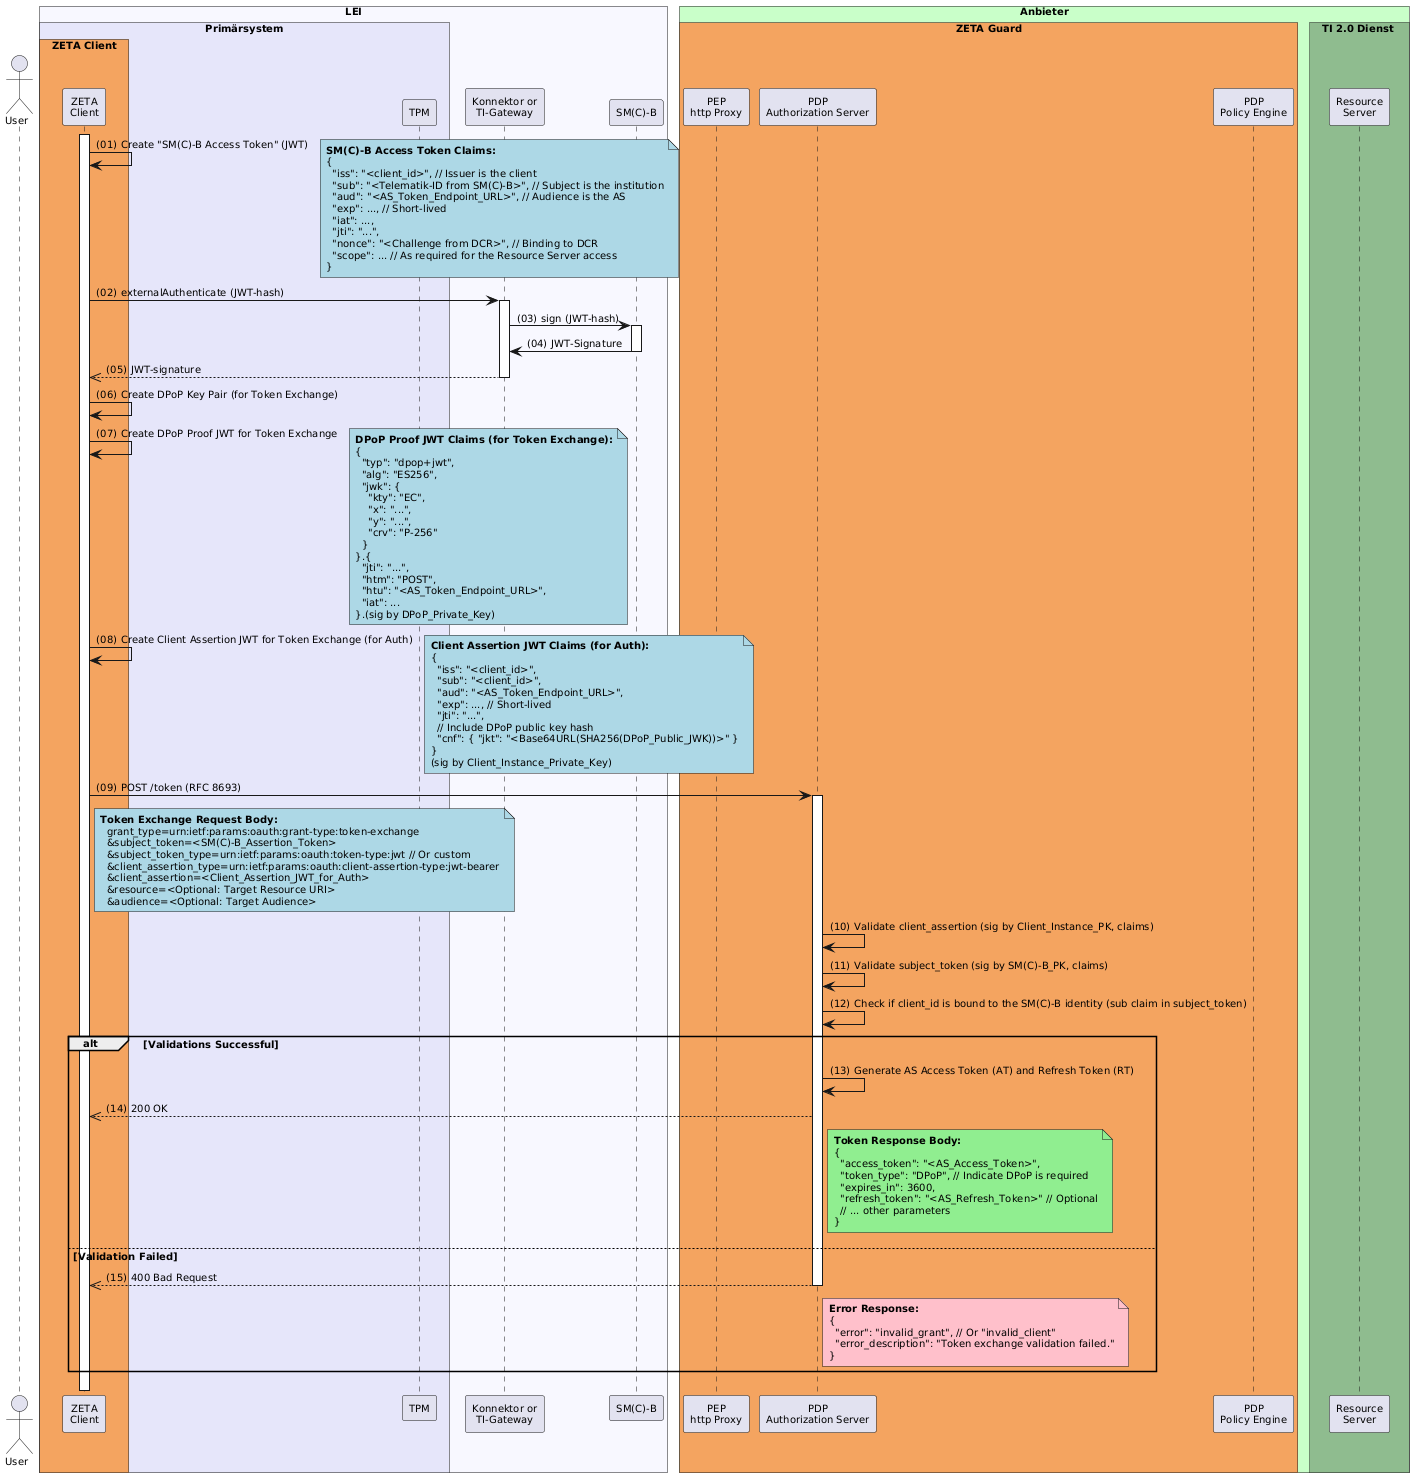 LEI
Anbieter
Primärsystem
ZETA Guard
TI 2.0 Dienst
ZETA Client
User
ZETA
Client
TPM
Konnektor or
TI-Gateway
SM(C)-B
PEP
http Proxy
PDP
Authorization Server
PDP
Policy Engine
Resource
Server
(01) Create "SM(C)-B Access Token" (JWT)
SM(C)-B Access Token Claims:
{
"iss": "<client_id>", // Issuer is the client
"sub": "<Telematik-ID from SM(C)-B>", // Subject is the institution
"aud": "<AS_Token_Endpoint_URL>", // Audience is the AS
"exp": ..., // Short-lived
"iat": ...,
"jti": "...",
"nonce": "<Challenge from DCR>", // Binding to DCR
"scope": ... // As required for the Resource Server access
}
(02) externalAuthenticate (JWT-hash)
(03) sign (JWT-hash)
(04) JWT-Signature
(05) JWT-signature
(06) Create DPoP Key Pair (for Token Exchange)
(07) Create DPoP Proof JWT for Token Exchange
DPoP Proof JWT Claims (for Token Exchange):
{
"typ": "dpop+jwt",
"alg": "ES256",
"jwk": {
"kty": "EC",
"x": "...",
"y": "...",
"crv": "P-256"
}
}.{
"jti": "...",
"htm": "POST",
"htu": "<AS_Token_Endpoint_URL>",
"iat": ...
}.(sig by DPoP_Private_Key)
(08) Create Client Assertion JWT for Token Exchange (for Auth)
Client Assertion JWT Claims (for Auth):
{
"iss": "<client_id>",
"sub": "<client_id>",
"aud": "<AS_Token_Endpoint_URL>",
"exp": ..., // Short-lived
"jti": "...",
// Include DPoP public key hash
"cnf": { "jkt": "<Base64URL(SHA256(DPoP_Public_JWK))>" }
}
(sig by Client_Instance_Private_Key)
(09) POST /token (RFC 8693)
Token Exchange Request Body:
grant_type=urn:ietf:params:oauth:grant-type:token-exchange
&subject_token=<SM(C)-B_Assertion_Token>
&subject_token_type=urn:ietf:params:oauth:token-type:jwt // Or custom
&client_assertion_type=urn:ietf:params:oauth:client-assertion-type:jwt-bearer
&client_assertion=<Client_Assertion_JWT_for_Auth>
&resource=<Optional: Target Resource URI>
&audience=<Optional: Target Audience>
(10) Validate client_assertion (sig by Client_Instance_PK, claims)
(11) Validate subject_token (sig by SM(C)-B_PK, claims)
(12) Check if client_id is bound to the SM(C)-B identity (sub claim in subject_token)
alt [Validations Successful]
(13) Generate AS Access Token (AT) and Refresh Token (RT)
(14) 200 OK
Token Response Body:
{
"access_token": "<AS_Access_Token>",
"token_type": "DPoP", // Indicate DPoP is required
"expires_in": 3600,
"refresh_token": "<AS_Refresh_Token>" // Optional
// ... other parameters
}
[Validation Failed]
(15) 400 Bad Request
Error Response:
{
"error": "invalid_grant", // Or "invalid_client"
"error_description": "Token exchange validation failed."
}
ZETA
Client
TPM
Konnektor or
TI-Gateway
SM(C)-B
PEP
http Proxy
PDP
Authorization Server
PDP
Policy Engine
Resource
Server
User